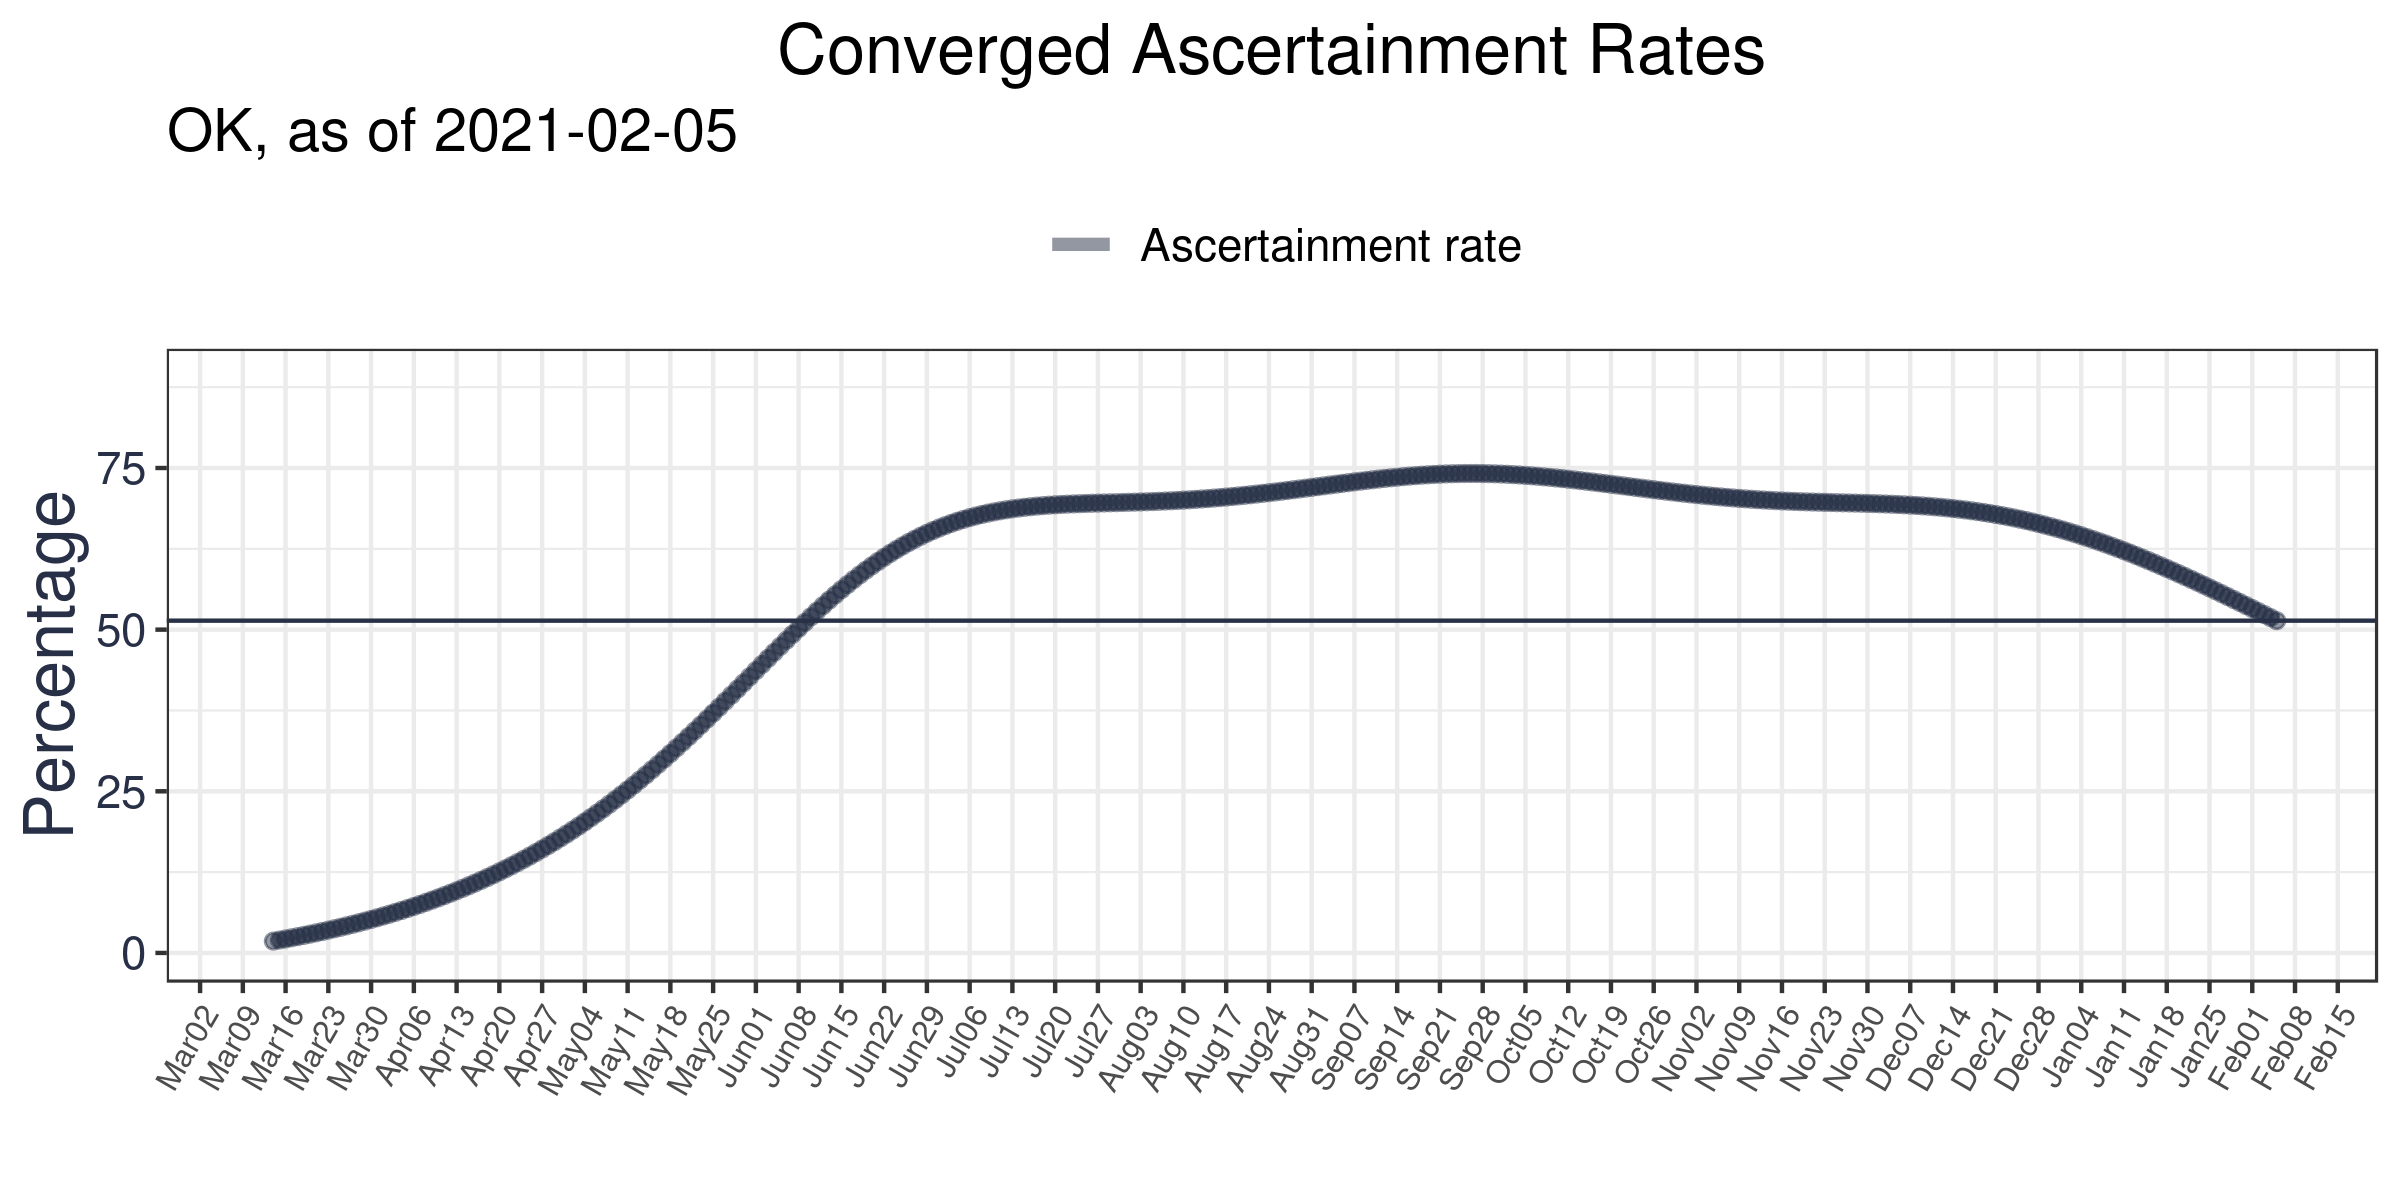 Converged Ascertainment Rates
OK, as of 2021-02-05
Ascertainment rate
Percentage
75
50
25
0
Mar02 Mar09 Mar16 Mar23 Mar30 Apr06 Apr13 Apr20 Apr27 May04 May11 May18 May25 Jun01 Jun08 Jun15 Jun22 Jun29 Jul06 Jul13 Jul20 Jul27 Aug03 Aug10 Aug17 Aug24 Aug31 Sep07 Sep14 Sep21 Sep28 Oct05 Oct12 Oct19 Oct26 Nov02 Nov09 Nov16 Nov23 Nov30 Dec07 Dec14 Dec21 Dec28 Jan04 Jan11 Jan18 Jan25 Feb01 Feb08 Feb15